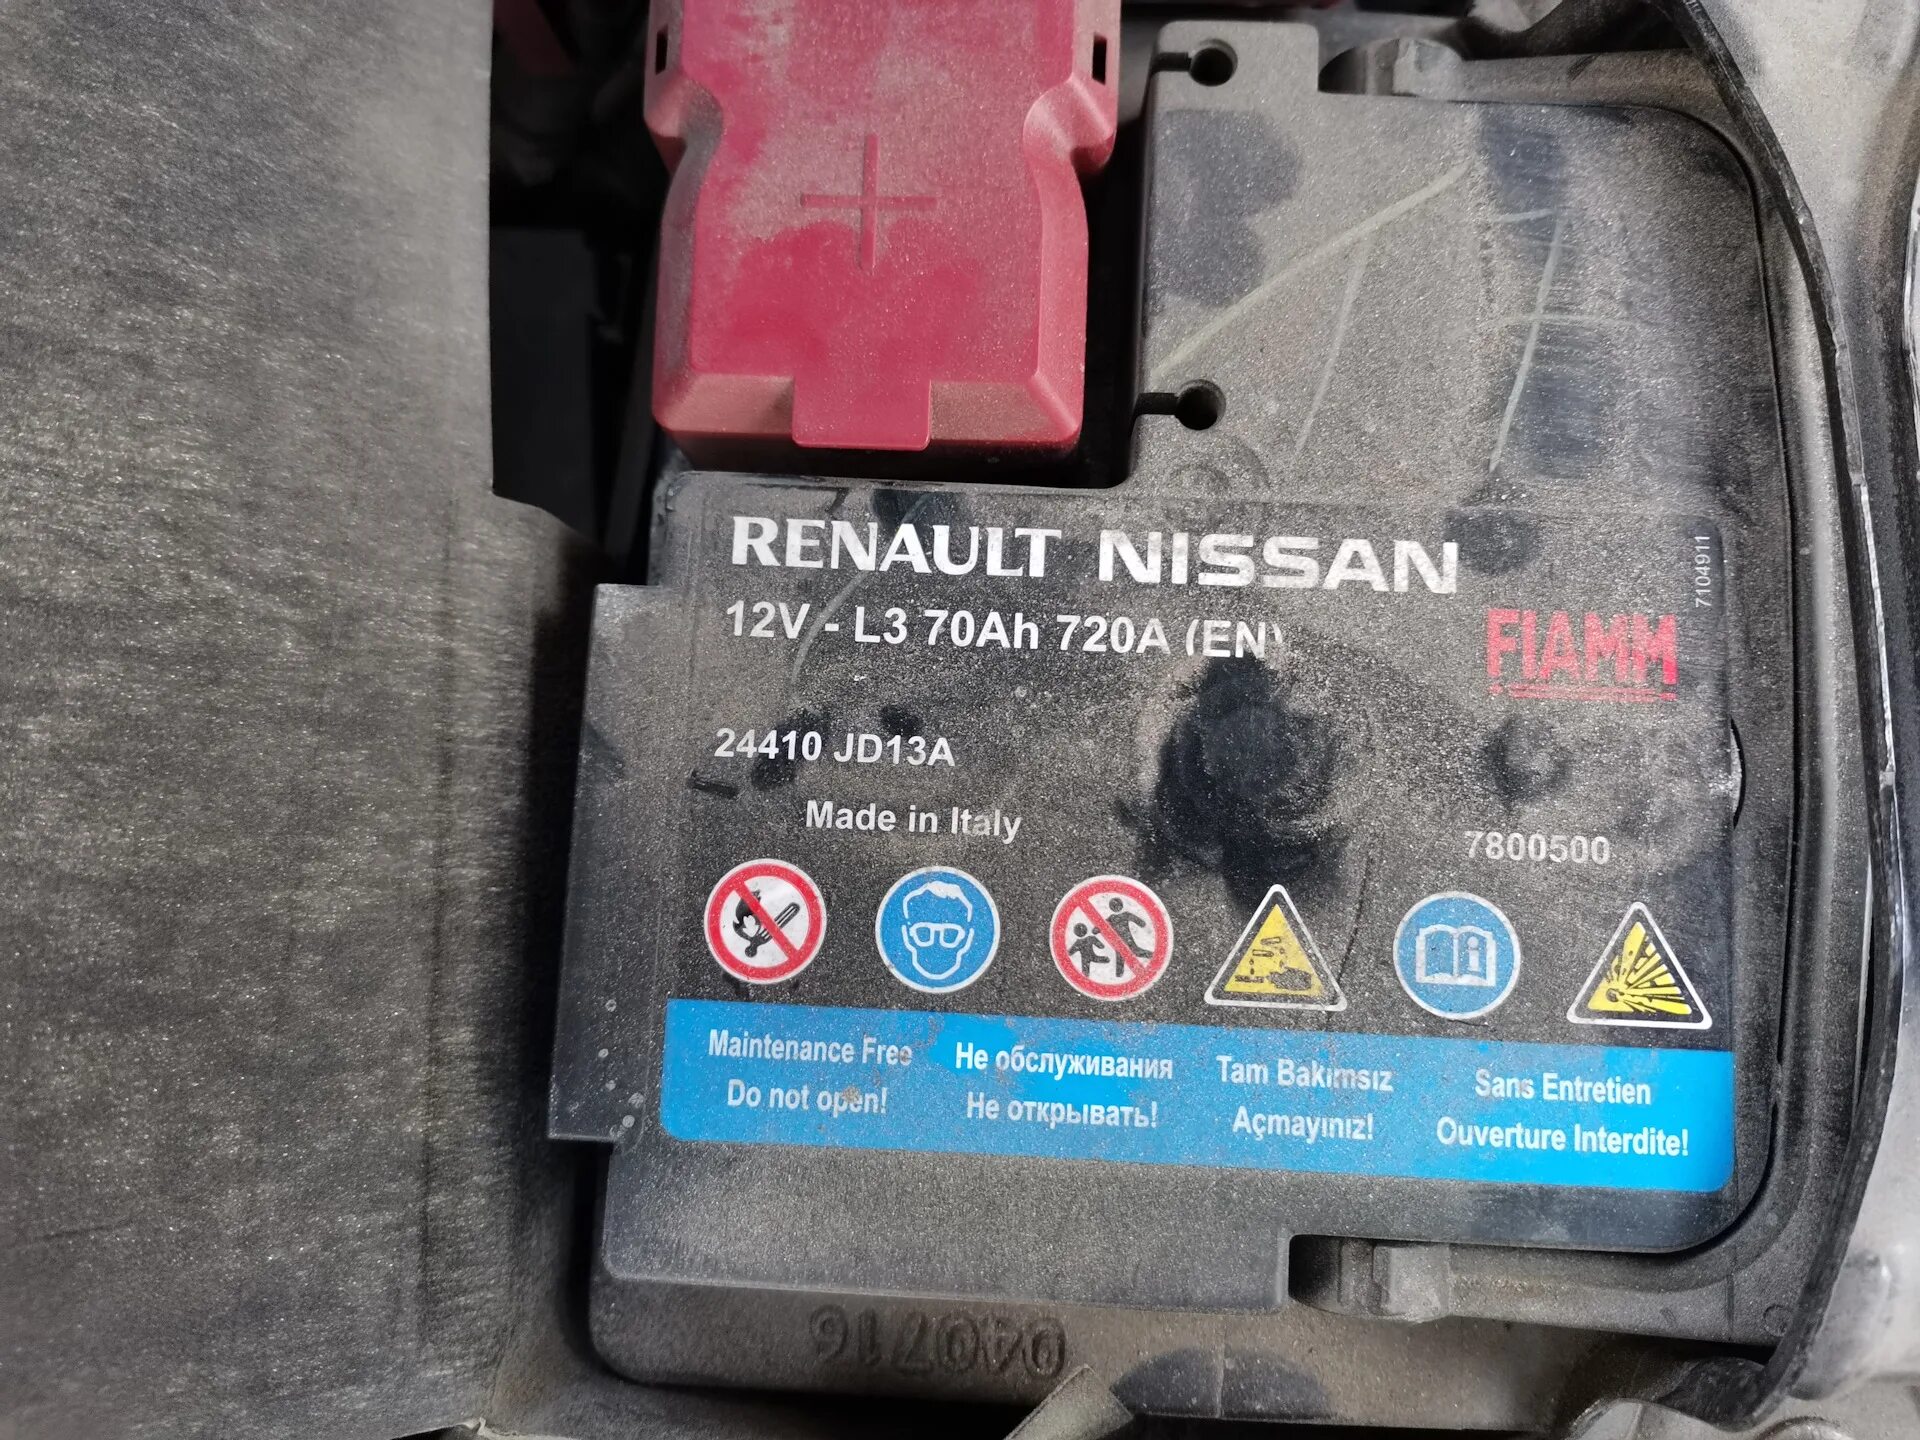 RENAULT NISSAN
7104911
12V - L3 70Ah 720A (EN)
FIAMM
24410 JD13A
Made in Italy
7800500
Maintenance Free
Do not open!
Не обслуживания
Не открывать!
Tam Bakımsız
Açmayınız!
Sans Entretien
Ouverture Interdite!
040716